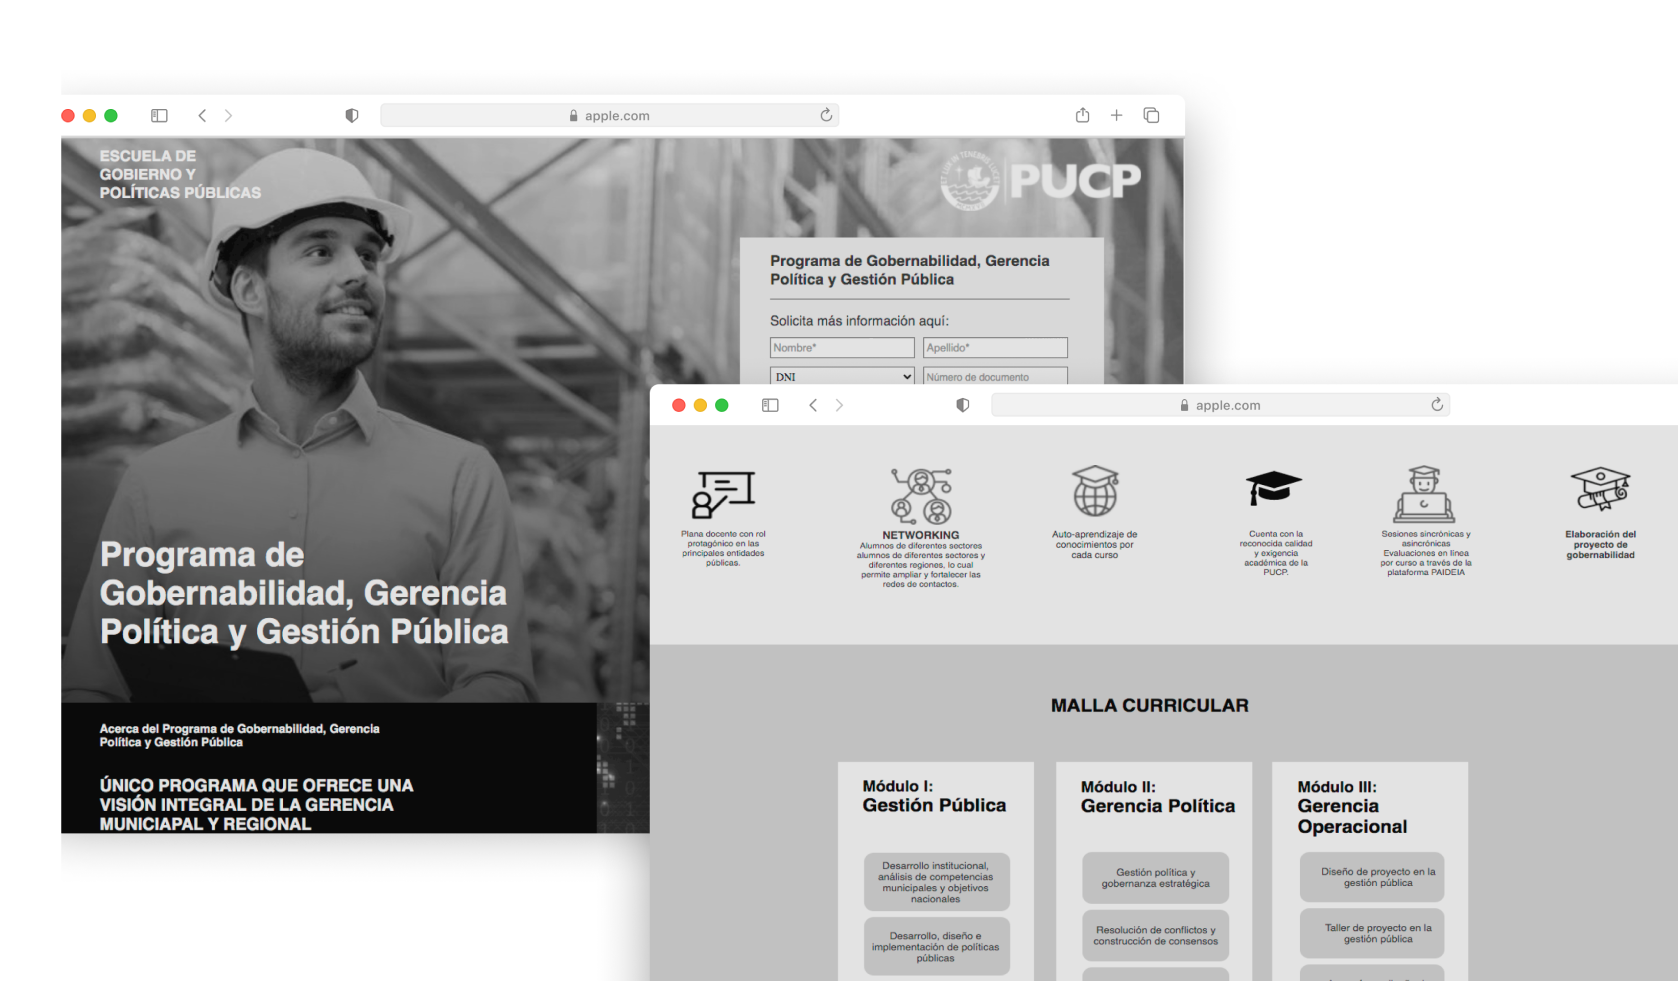 apple.com
ESCUELA DE
GOBIERNO Y
POLÍTICAS PÚBLICAS
ET LUX IN TENEBRIS LUCET
MCMXVII
PUCP
Programa de Gobernabilidad, Gerencia
Política y Gestión Pública
Solicita más información aquí:
Nombre*
Apellido*
DNI
Número de documento
Programa de
Gobernabilidad, Gerencia
Política y Gestión Pública
Acerca del Programa de Gobernabilidad, Gerencia
Política y Gestión Pública
ÚNICO PROGRAMA QUE OFRECE UNA
VISIÓN INTEGRAL DE LA GERENCIA
MUNICIAPAL Y REGIONAL
apple.com
Plana docente con rol
protagónico en las
principales entidades
públicas.
NETWORKING
Alumnos de diferentes sectores
alumnos de diferentes sectores y
diferentes regiones, lo cual
permite ampliar y fortalecer las
redes de contactos.
Auto-aprendizaje de
conocimientos por
cada curso
Cuenta con la
reconocida calidad
y exigencia
académica de la
PUCP.
Sesiones sincrónicas y
asincrónicas
Evaluaciones en línea
por curso a través de la
plataforma PAIDEIA
Elaboración del
proyecto de
gobernabilidad
MALLA CURRICULAR
Módulo I:
Gestión Pública
Desarrollo institucional,
análisis de competencias
municipales y objetivos
nacionales
Desarrollo, diseño e
implementación de políticas
públicas
Módulo II:
Gerencia Política
Gestión política y
gobernanza estratégica
Resolución de conflictos y
construcción de consensos
Módulo III:
Gerencia
Operacional
Diseño de proyecto en la
gestión pública
Taller de proyecto en la
gestión pública